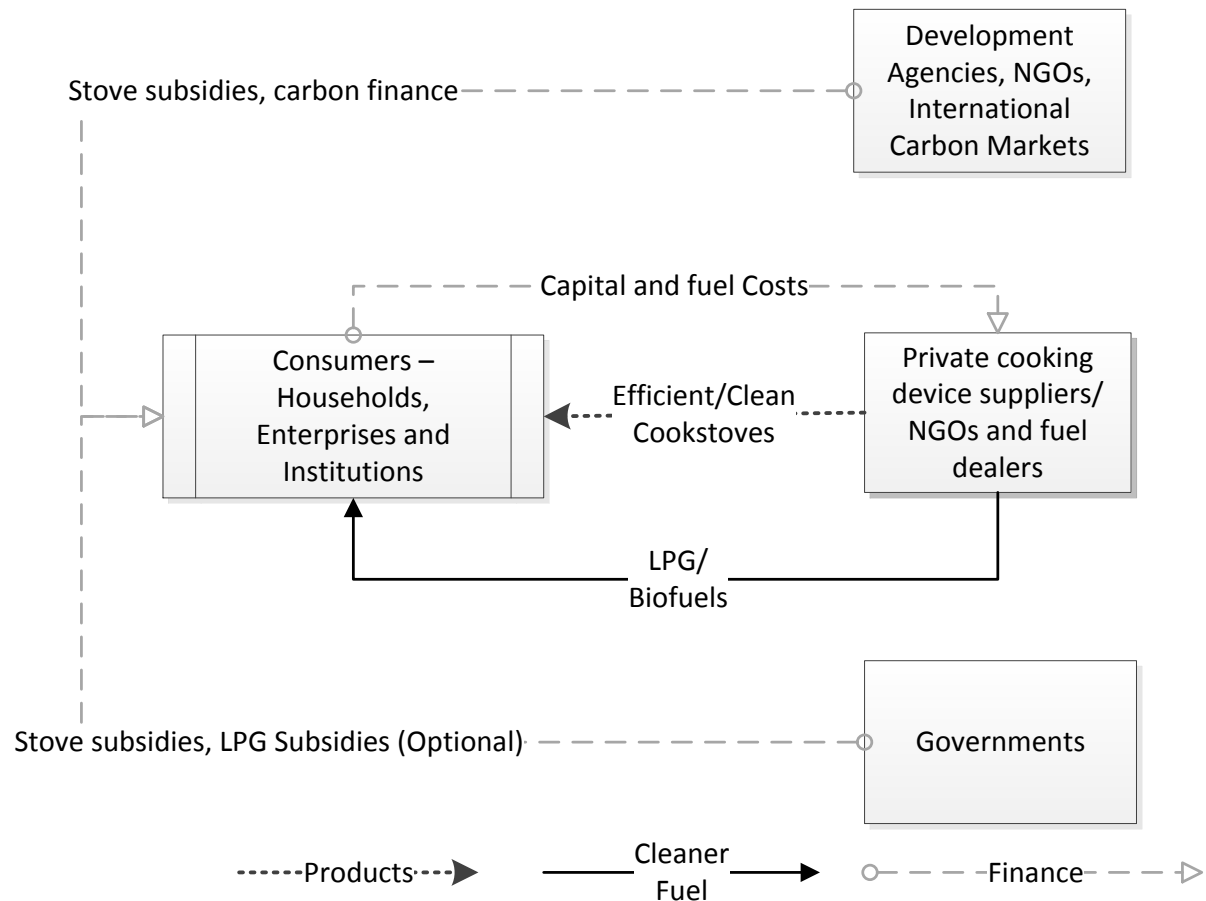 Development
Agencies, NGOs,
International
Carbon Markets
Stove subsidies, carbon finance
Capital and fuel Costs
Consumers –
Households,
Enterprises and
Institutions
Efficient/Clean
Cookstoves
Private cooking
device suppliers/
NGOs and fuel
dealers
LPG/
Biofuels
Stove subsidies, LPG Subsidies (Optional)
Governments
Products
Cleaner
Fuel
Finance